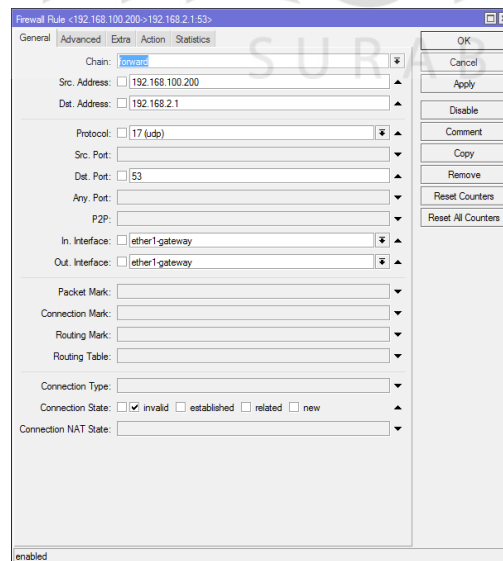 Firewall Rule <192.168.100.200->192.168.2.1:53>
General Advanced Extra Action Statistics
SURAB
Chain: forward
Src. Address: 192.168.100.200
Dst. Address: 192.168.2.1
Protocol: 17 (udp)
Src. Port:
Dst. Port: 53
Any. Port:
P2P:
In. Interface: ether1-gateway
Out. Interface: ether1-gateway
Packet Mark:
Connection Mark:
Routing Mark:
Routing Table:
Connection Type:
Connection State: invalid established related new
Connection NAT State:
OK
Cancel
Apply
Disable
Comment
Copy
Remove
Reset Counters
Reset All Counters
enabled